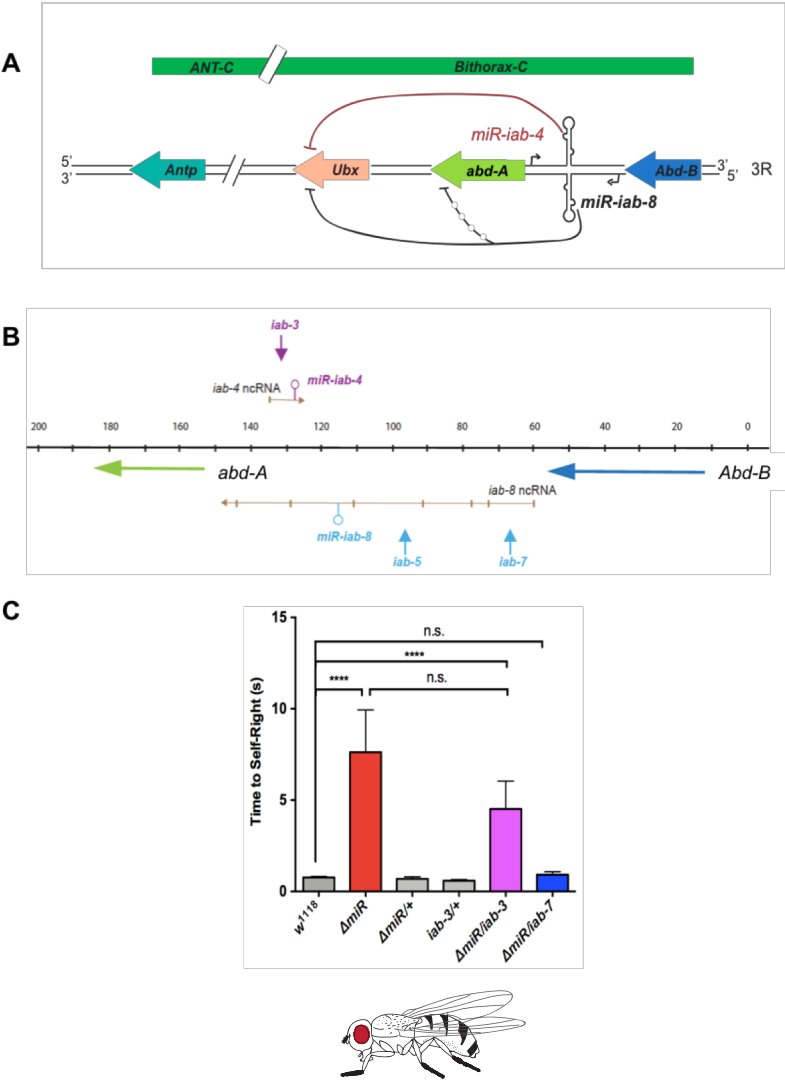 A
ANT-C Bithorax-C
miR-iab-4
5’ Antp Ubx abd-A Abd-B 3’ 3R
3’ 5’
miR-iab-8
B
iab-3
iab-4 ncRNA miR-iab-4
200 180 160 140 120 100 80 60 40 20 0
abd-A Abd-B
iab-8 ncRNA
miR-iab-8
iab-5 iab-7
C
15
n.s.
****
**** n.s.
10
Time to Self-Right (s)
5
0
w1118 ΔmiR ΔmiR/+ iab-3/+ ΔmiR/iab-3 ΔmiR/iab-7